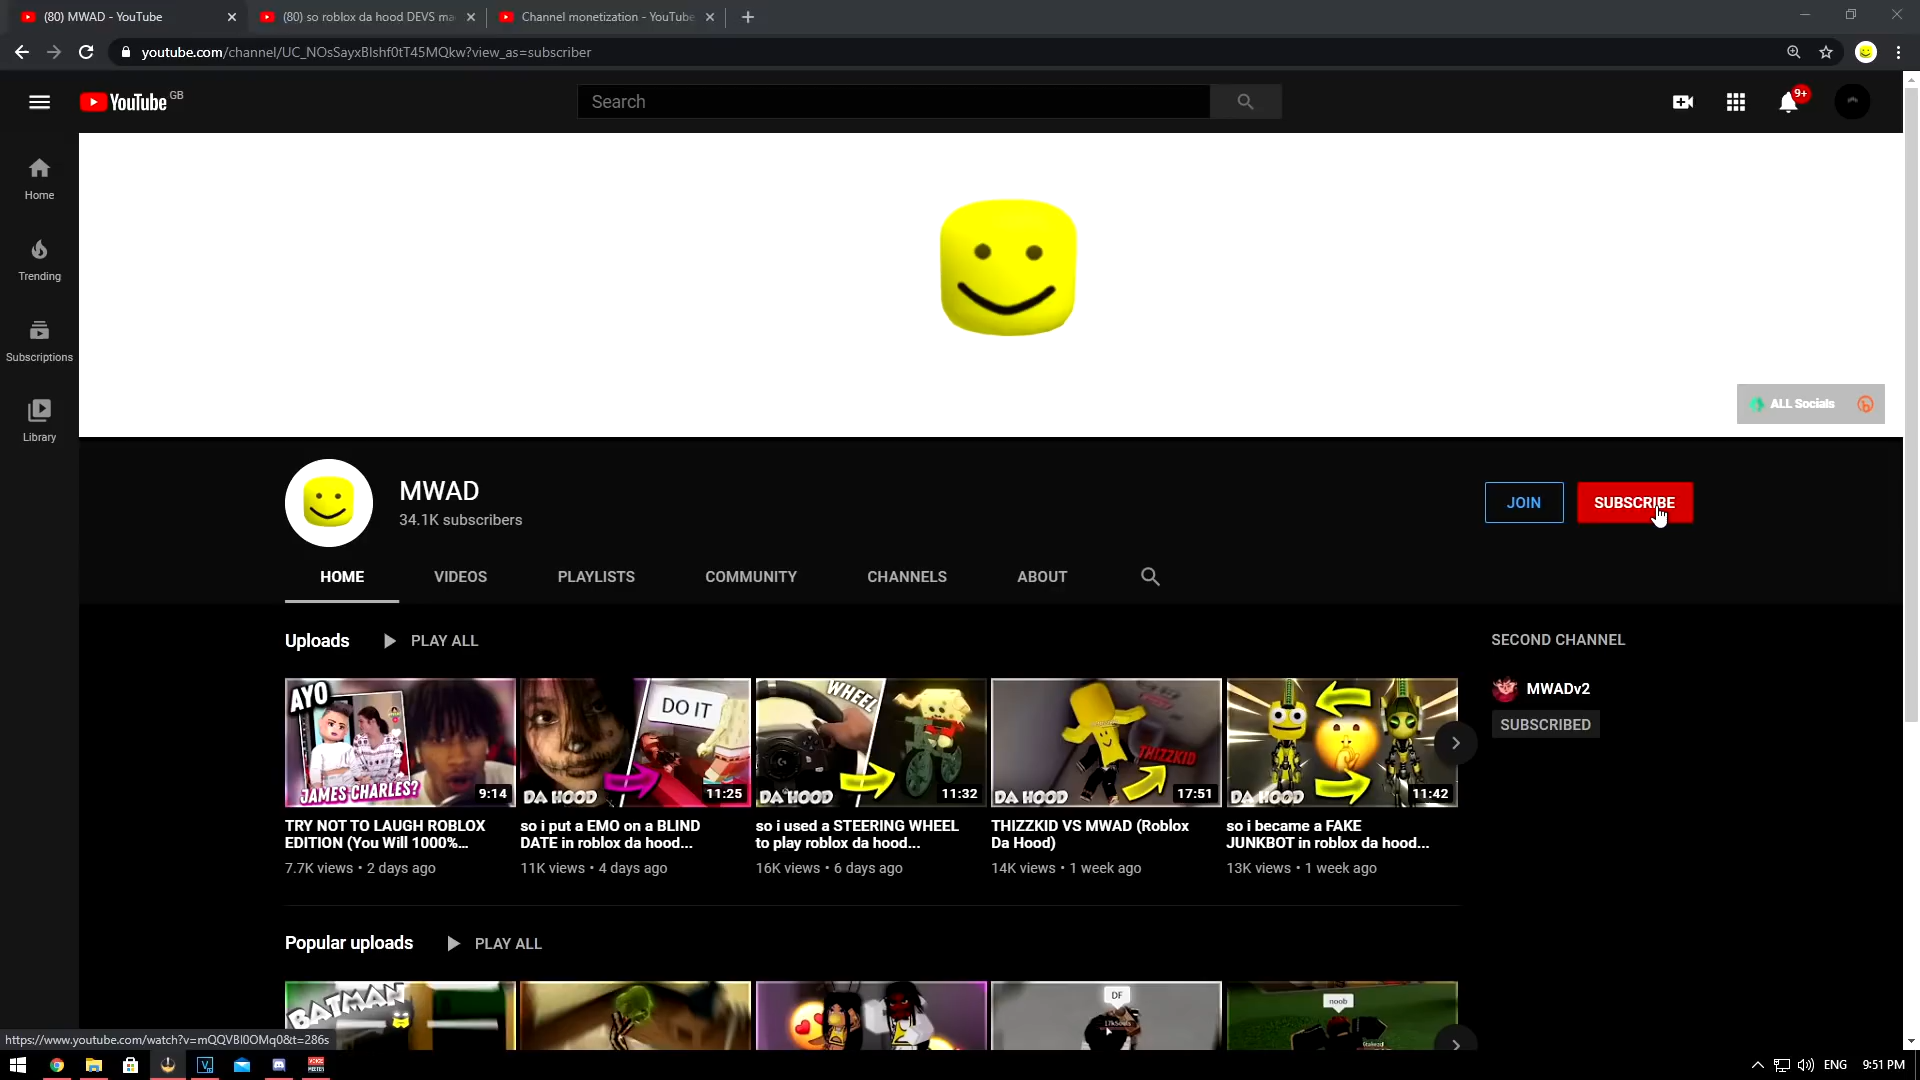 (80) MWAD - YouTube
(80) so roblox da hood DEVS ma
Channel monetization - YouTube
youtube.com/channel/UC_NOsSayxBIshf0tT45MQkw?view_as=subscriber
YouTube GB
Search
9+
Home
Trending
Subscriptions
Library
ALL Socials
MWAD
34.1K subscribers
JOIN
SUBSCRIBE
HOME
VIDEOS
PLAYLISTS
COMMUNITY
CHANNELS
ABOUT
Uploads
PLAY ALL
SECOND CHANNEL
MWADv2
SUBSCRIBED
AYO
JAMES CHARLES?
9:14
DO IT
DA HOOD
11:25
WHEEL
DA HOOD
11:32
THIZZKID
DA HOOD
17:51
DA HOOD
11:42
TRY NOT TO LAUGH ROBLOX
EDITION (You Will 1000%...
7.7K views • 2 days ago
so i put a EMO on a BLIND
DATE in roblox da hood...
11K views • 4 days ago
so i used a STEERING WHEEL
to play roblox da hood...
16K views • 6 days ago
THIZZKID VS MWAD (Roblox
Da Hood)
14K views • 1 week ago
so i became a FAKE
JUNKBOT in roblox da hood...
13K views • 1 week ago
Popular uploads
PLAY ALL
BATMAN
DF
noob
https://www.youtube.com/watch?v=mQQVBl0OMq0&t=286s
ENG
9:51 PM